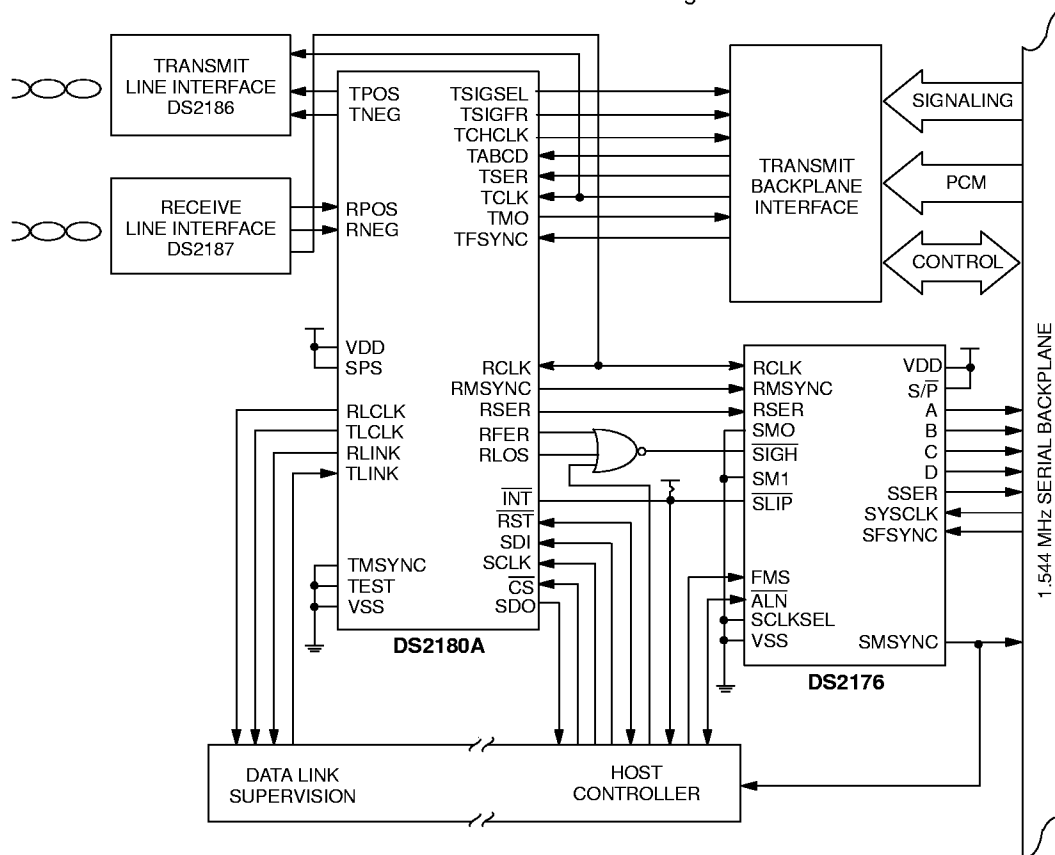 TRANSMIT
LINE INTERFACE
DS2186
RECEIVE
LINE INTERFACE
DS2187
TPOS
TNEG
RPOS
RNEG
VDD
SPS
RLCLK
TLCLK
RLINK
TLINK
TMSYNC
TEST
VSS
TSIGSEL
TSIGFR
TCHCLK
TABCD
TSER
TCLK
TMO
TFSYNC
RCLK
RMSYNC
RSER
RFER
RLOS
INT
RST
SDI
SCLK
CS
SDO
DS2180A
TRANSMIT
BACKPLANE
INTERFACE
SIGNALING
PCM
CONTROL
RCLK
RMSYNC
RSER
SMO
SIGH
SM1
SLIP
FMS
ALN
SCLKSEL
VSS
VDD
S/P
A
B
C
D
SSER
SYSCLK
SFSYNC
SMSYNC
DS2176
1.544 MHz SERIAL BACKPLANE
DATA LINK
SUPERVISION
HOST
CONTROLLER